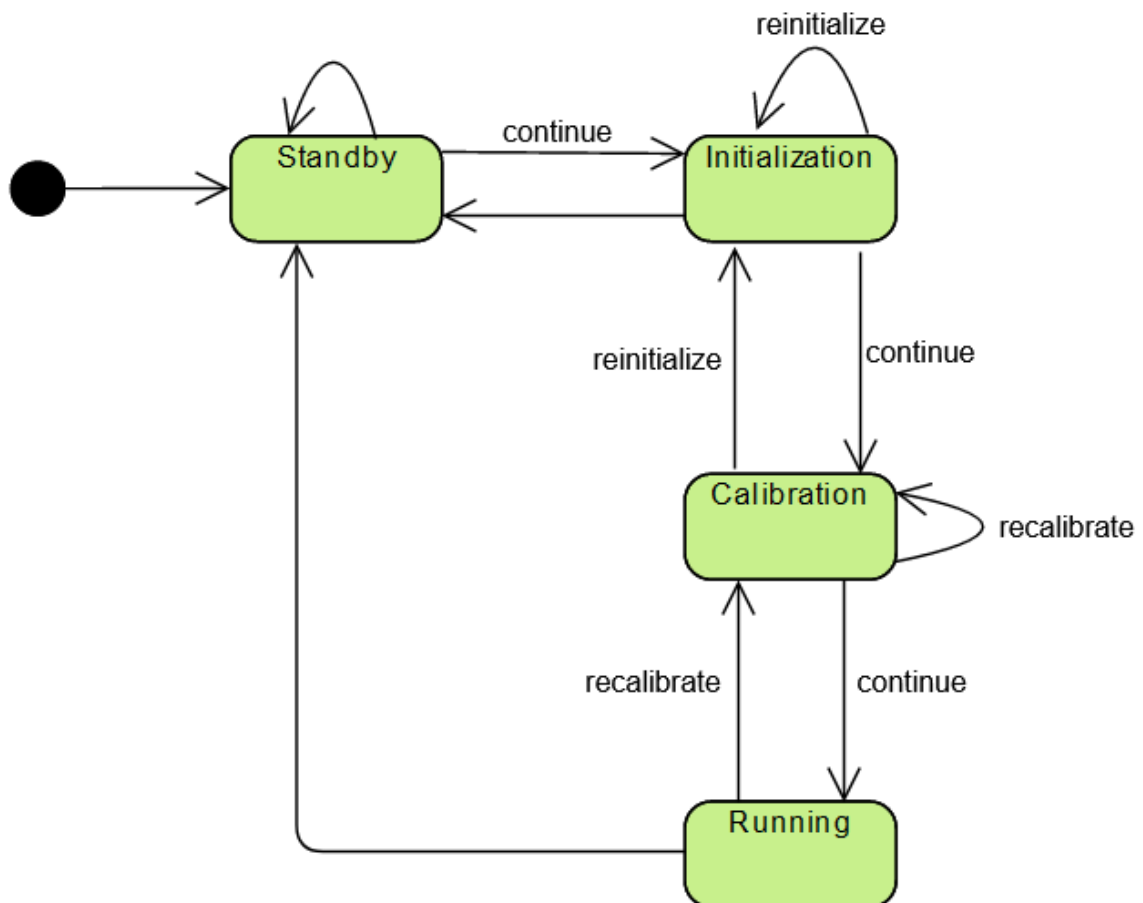 reinitialize
Standby
continue
Initialization
reinitialize
continue
Calibration
recalibrate
recalibrate
continue
Running